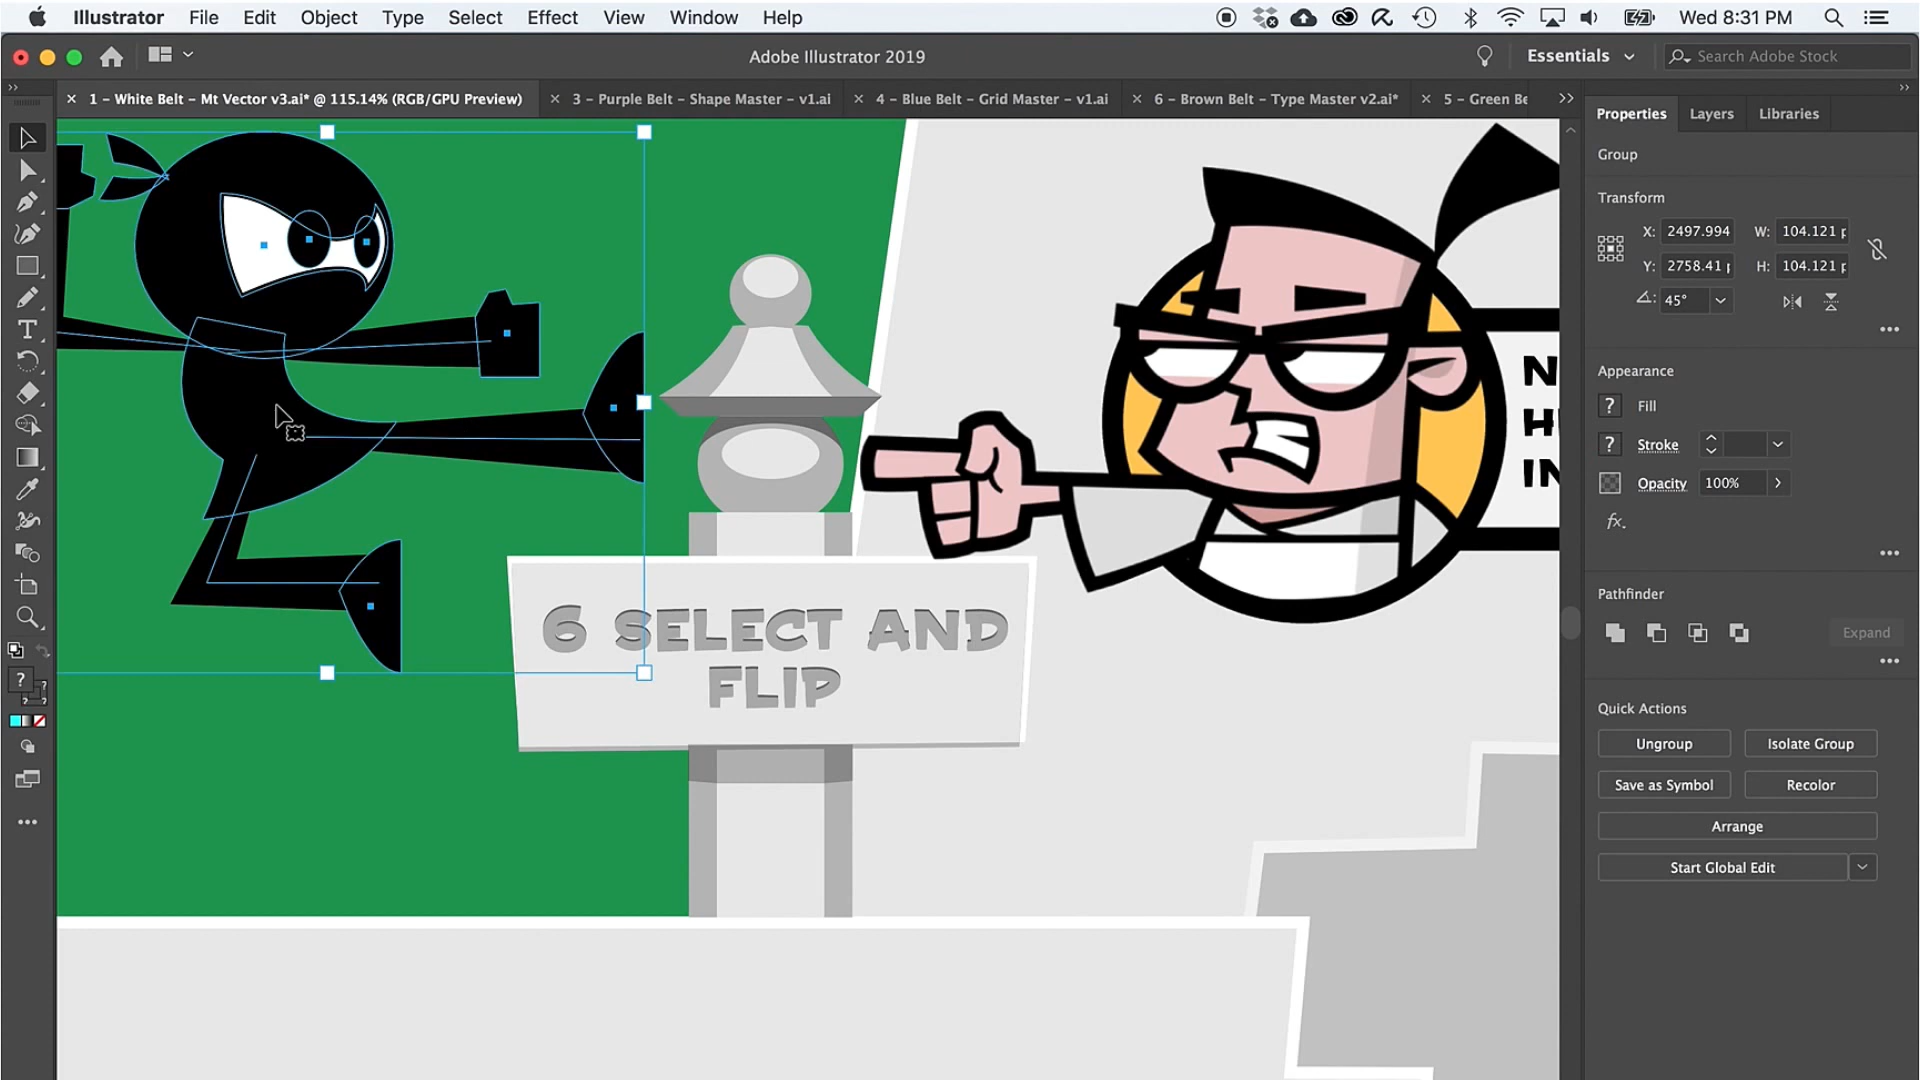 Illustrator File Edit Object Type Select Effect View Window Help Wed 8:31 PM
Adobe Illustrator 2019 Essentials Search Adobe Stock
1 – White Belt – Mt Vector v3.ai* @ 115.14% (RGB/GPU Preview) 3 – Purple Belt – Shape Master – v1.ai 4 – Blue Belt – Grid Master – v1.ai 6 – Brown Belt – Type Master v2.ai* 5 – Green Be
Properties Layers Libraries
Group
Transform
X: 2497.994 W: 104.121 p
Y: 2758.41 p H: 104.121 p
45°
Appearance
? Fill
? Stroke
Opacity 100%
fx.
Pathfinder
Expand
Quick Actions
Ungroup Isolate Group
Save as Symbol Recolor
Arrange
Start Global Edit
N
H
IN
6 SELECT AND
FLIP